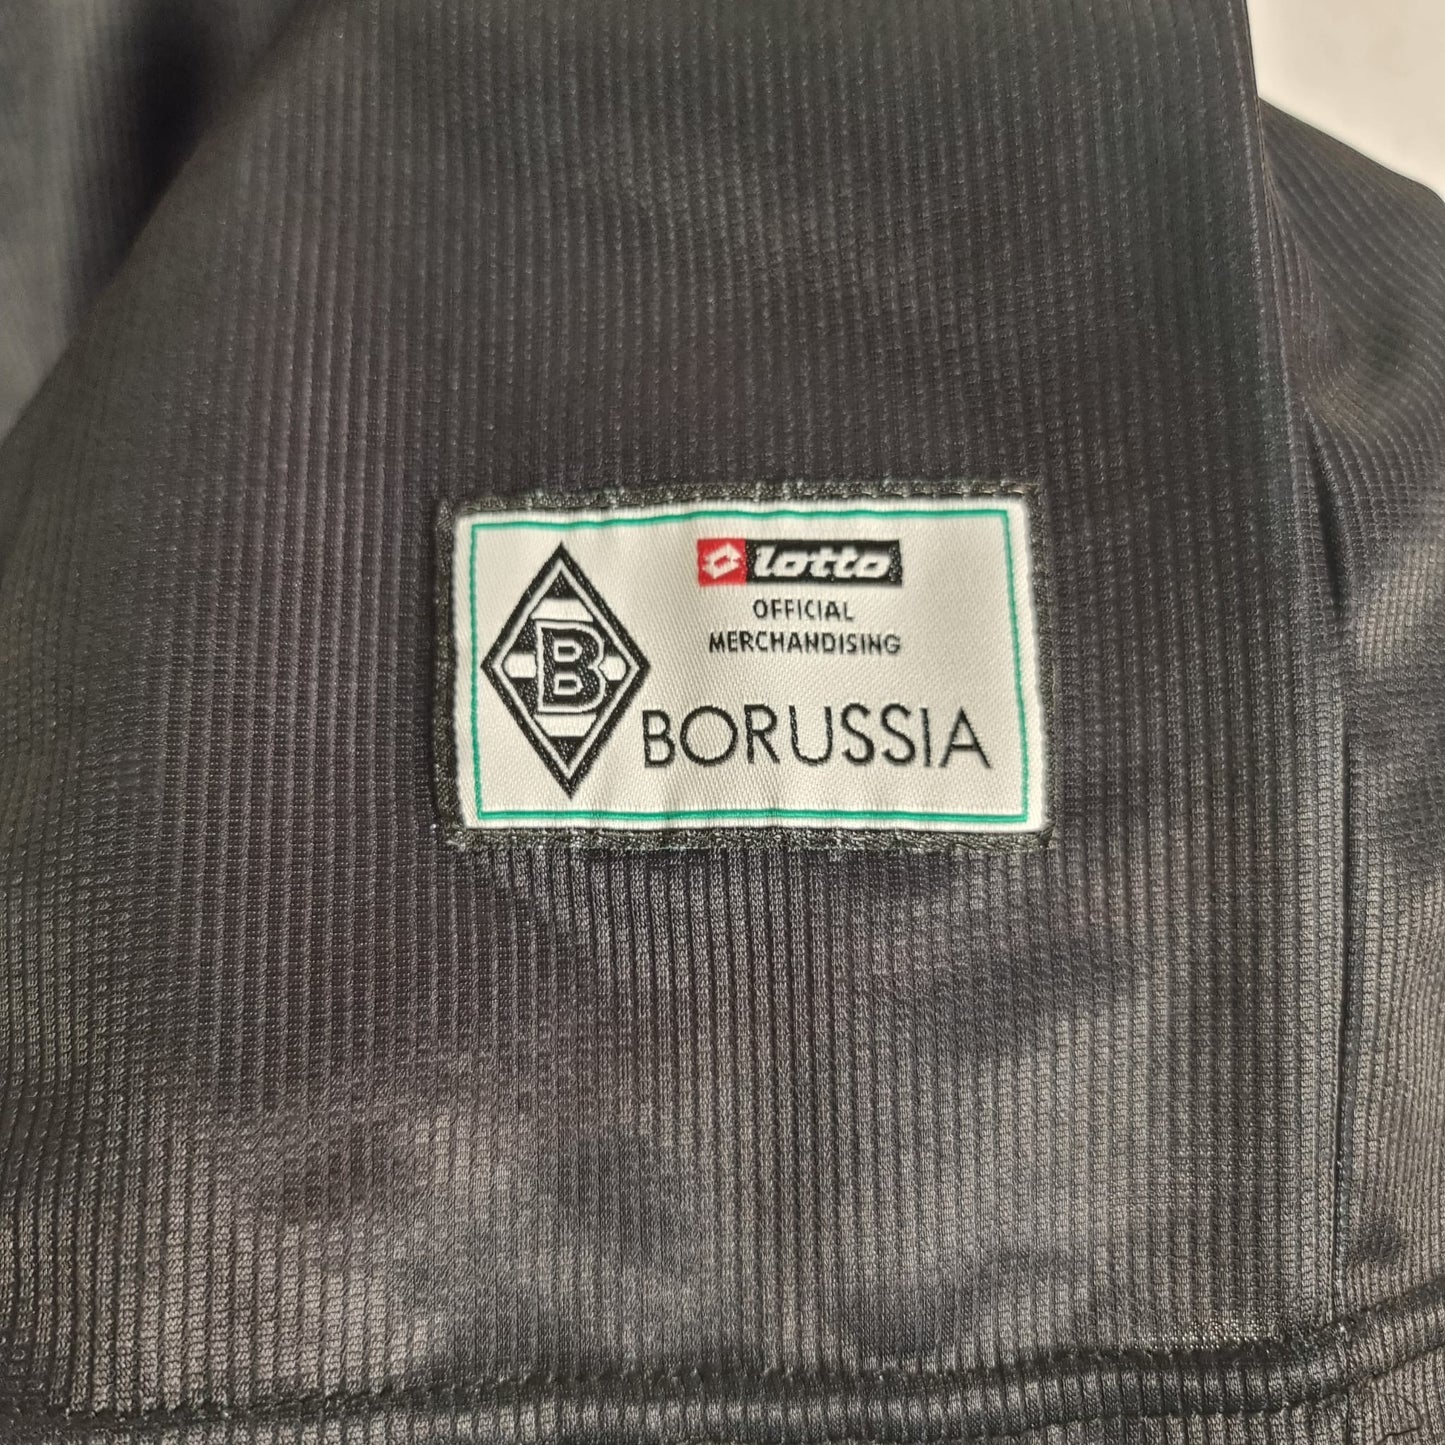 lotto
OFFICIAL
MERCHANDISING
B
BORUSSIA